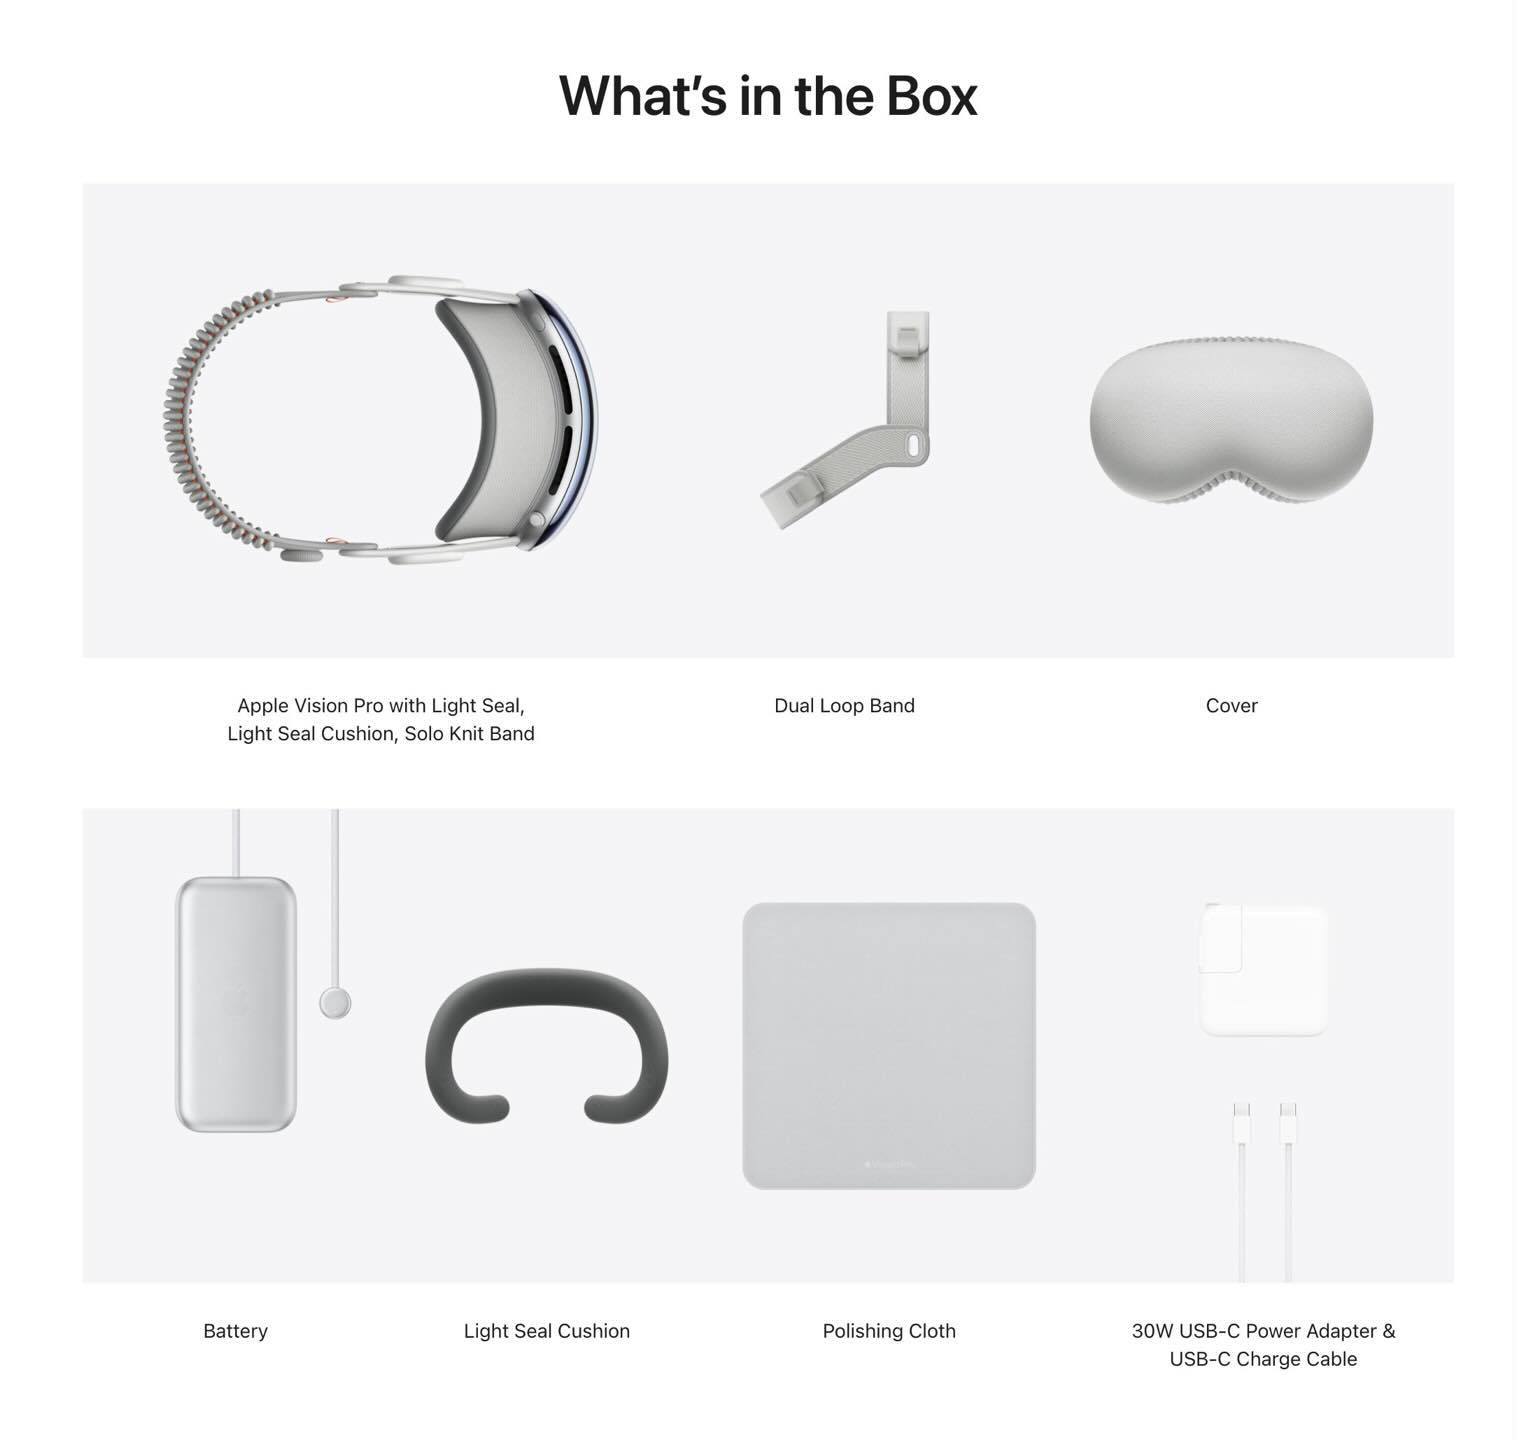 What’s in the Box
Apple Vision Pro with Light Seal,
Light Seal Cushion, Solo Knit Band
Dual Loop Band
Cover
Battery
Light Seal Cushion
Polishing Cloth
30W USB-C Power Adapter &
USB-C Charge Cable